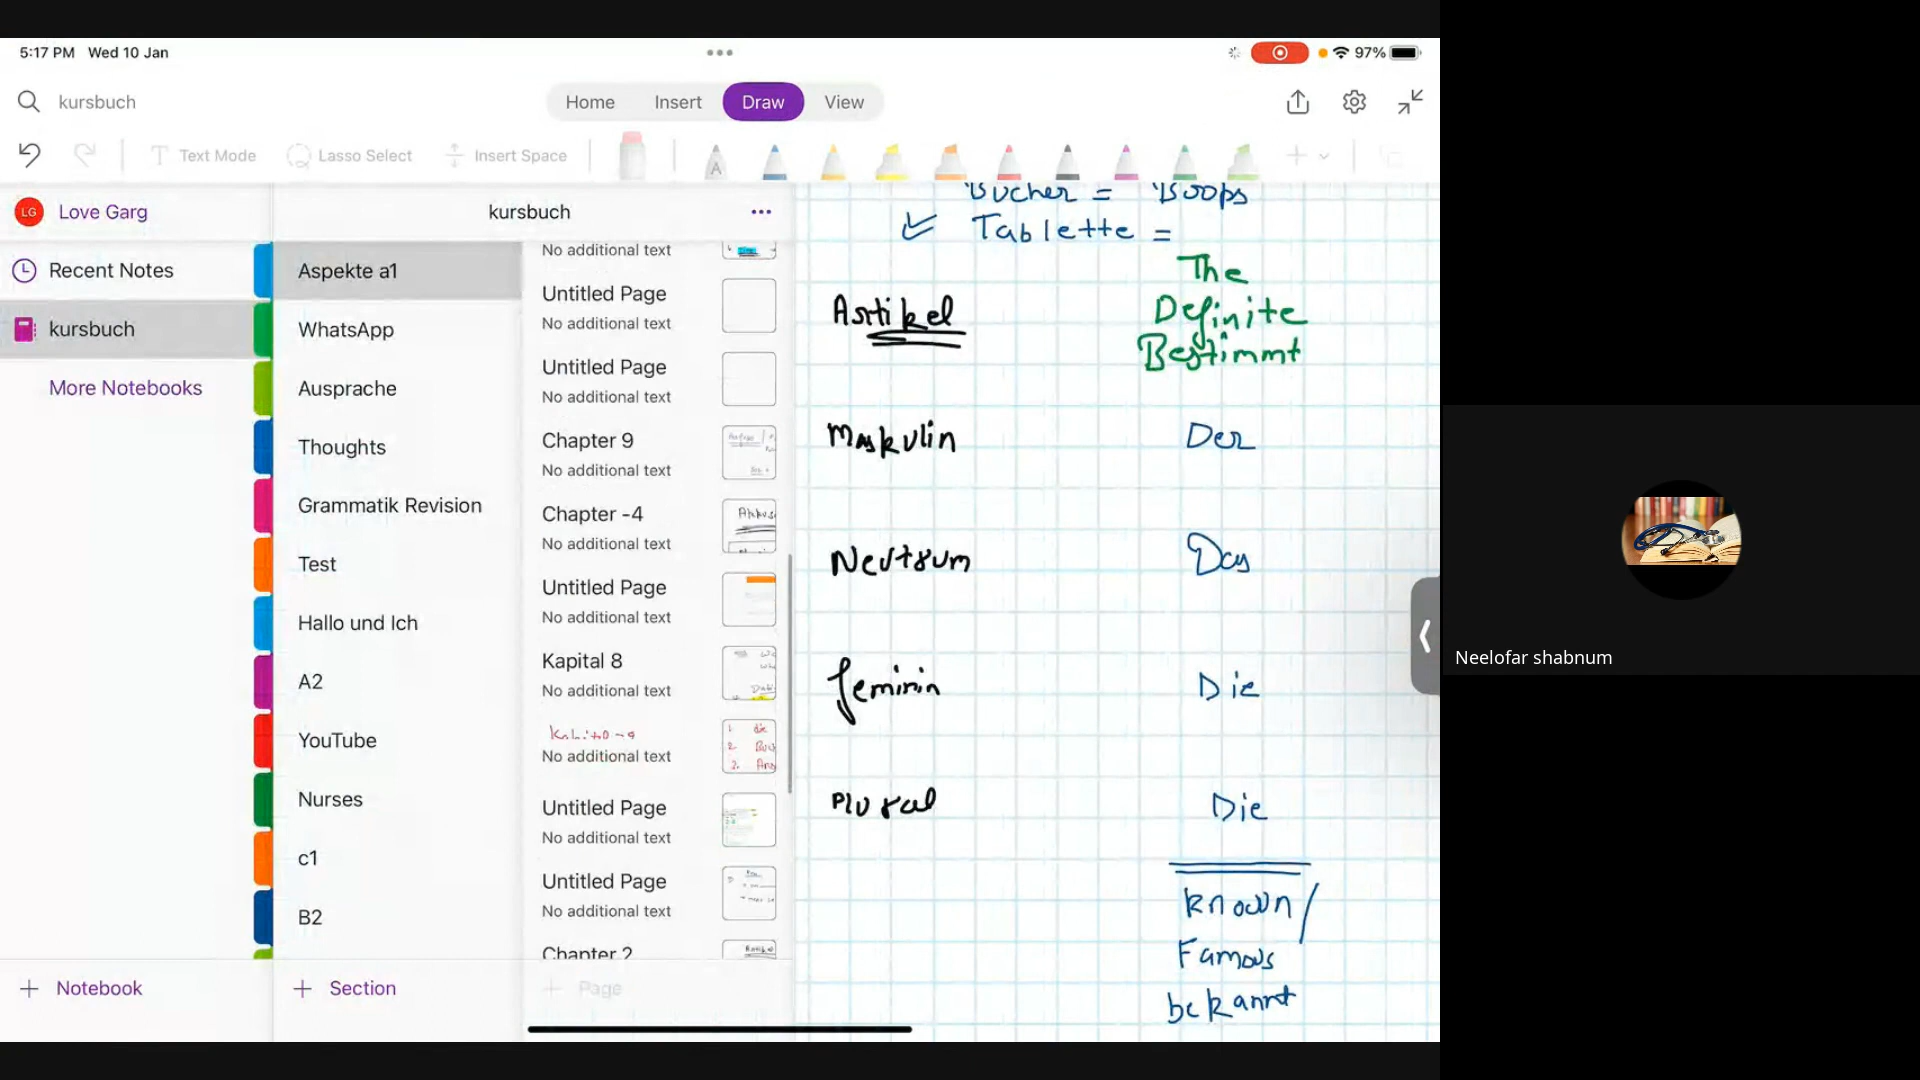 5:17 PM Wed 10 Jan
97%
kursbuch
Home
Insert
Draw
View
Text Mode
Lasso Select
Insert Space
A
LG
Love Garg
Recent Notes
kursbuch
More Notebooks
Notebook
Aspekte a1
WhatsApp
Ausprache
Thoughts
Grammatik Revision
Test
Hallo und Ich
A2
YouTube
Nurses
c1
B2
Section
kursbuch
No additional text
Untitled Page
No additional text
Untitled Page
No additional text
Chapter 9
No additional text
Chapter -4
No additional text
Untitled Page
No additional text
Kapital 8
No additional text
No additional text
Untitled Page
No additional text
Untitled Page
No additional text
Chapter 2
Page
Bucher =
Tablette =
The
Artikel
Definite
Bestimmt
Maskulin
Der
Neutrum
Das
feminin
Die
Plural
Die
known/
Famous
bekannt
Neelofar shabnum